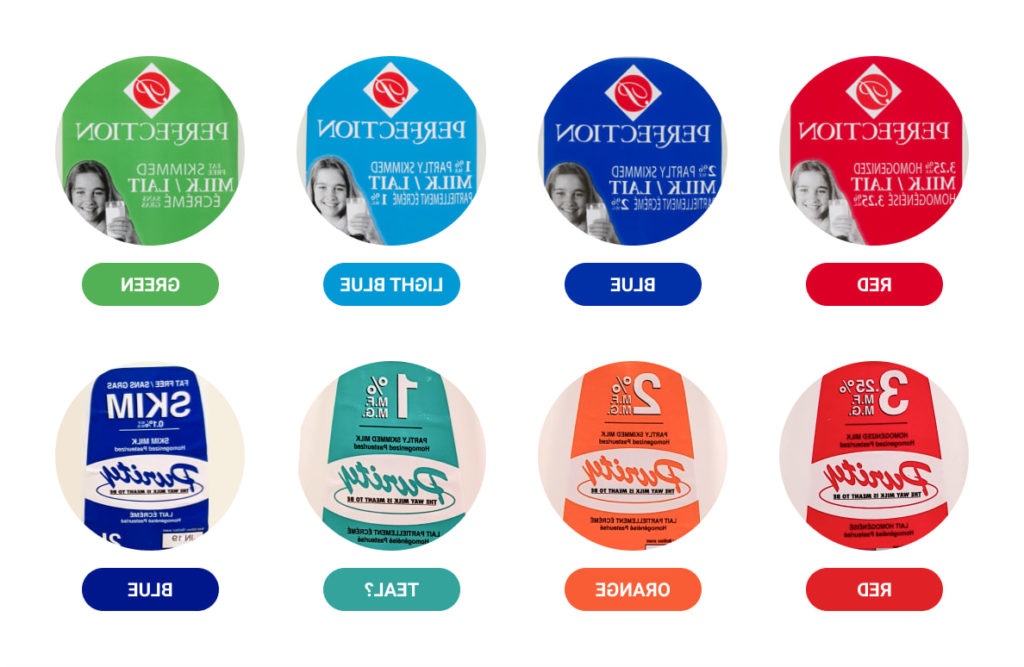 P.
PERFECTION
3.25% HOMOGENIZED
MILK / LAIT
HOMOGÉNÉISÉ 3.25%
RED
P.
PERFECTION
2% PARTLY SKIMMED
MILK / LAIT
PARTIELLEMENT ÉCRÉMÉ 2%
BLUE
P.
PERFECTION
1% PARTLY SKIMMED
MILK / LAIT
PARTIELLEMENT ÉCRÉMÉ 1%
LIGHT BLUE
P.
PERFECTION
FAT FREE SKIMMED
MILK / LAIT
ÉCRÉMÉ SANS GRAS
GREEN
3.25%
M.F.
M.G.
HOMOGENIZED MILK
Homogenized Pasteurized
Purity
THE WAY MILK IS MEANT TO BE
LAIT HOMOGÉNÉISÉ
Homogénéisé Pasteurisé
RED
2%
M.F.
M.G.
PARTLY SKIMMED MILK
Homogenized Pasteurized
Purity
THE WAY MILK IS MEANT TO BE
LAIT PARTIELLEMENT ÉCRÉMÉ
Homogénéisé Pasteurisé
ORANGE
1%
M.F.
M.G.
PARTLY SKIMMED MILK
Homogenized Pasteurized
Purity
THE WAY MILK IS MEANT TO BE
LAIT PARTIELLEMENT ÉCRÉMÉ
Homogénéisé Pasteurisé
TEAL?
FAT FREE / SANS GRAS
SKIM
0.1%
SKIM MILK
Homogenized Pasteurized
Purity
THE WAY MILK IS MEANT TO BE
LAIT ÉCRÉMÉ
Homogénéisé Pasteurisé
UN 19
BLUE